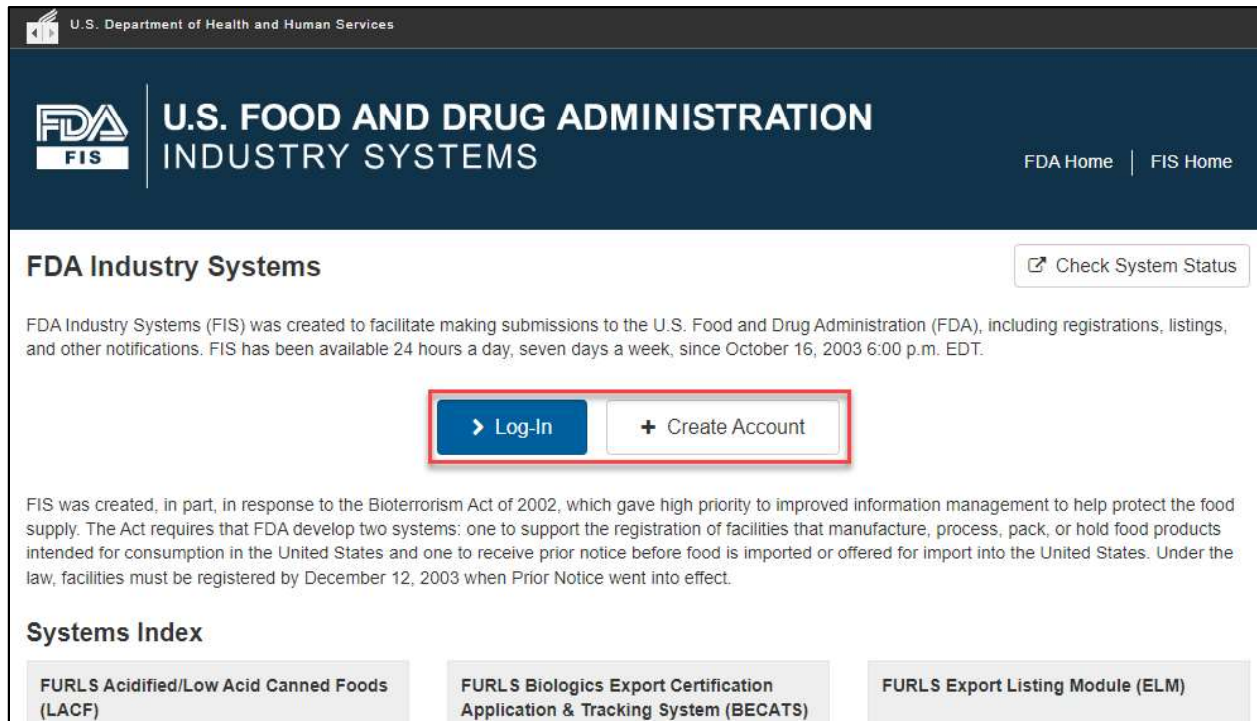 U.S. Department of Health and Human Services
FDA
FIS
U.S. FOOD AND DRUG ADMINISTRATION
INDUSTRY SYSTEMS
FDA Home | FIS Home
FDA Industry Systems
Check System Status
FDA Industry Systems (FIS) was created to facilitate making submissions to the U.S. Food and Drug Administration (FDA), including registrations, listings,
and other notifications. FIS has been available 24 hours a day, seven days a week, since October 16, 2003 6:00 p.m. EDT.
Log-In
+ Create Account
FIS was created, in part, in response to the Bioterrorism Act of 2002, which gave high priority to improved information management to help protect the food
supply. The Act requires that FDA develop two systems: one to support the registration of facilities that manufacture, process, pack, or hold food products
intended for consumption in the United States and one to receive prior notice before food is imported or offered for import into the United States. Under the
law, facilities must be registered by December 12, 2003 when Prior Notice went into effect.
Systems Index
FURLS Acidified/Low Acid Canned Foods
(LACF)
FURLS Biologics Export Certification
Application & Tracking System (BECATS)
FURLS Export Listing Module (ELM)